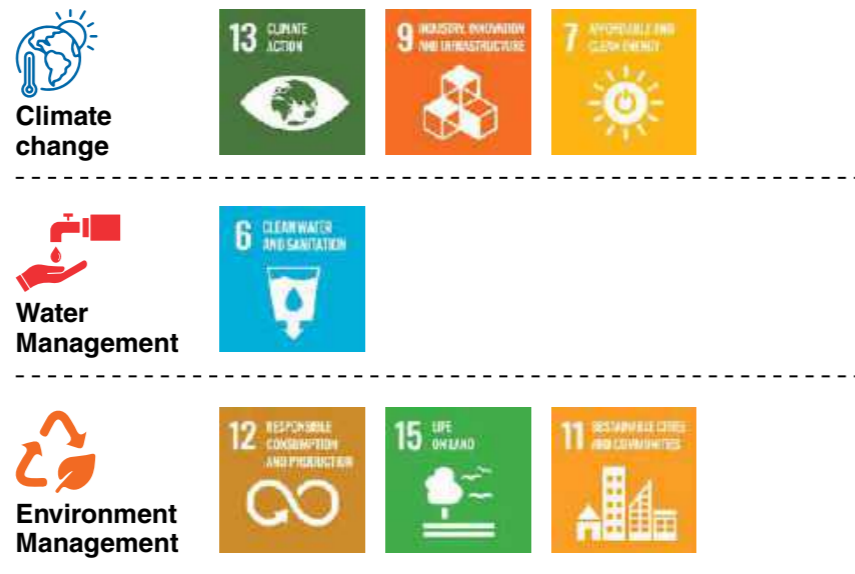 13 CLIMATE
ACTION
9 INDUSTRY, INNOVATION
AND INFRASTRUCTURE
7 AFFORDABLE AND
CLEAN ENERGY
Climate
change
6 CLEAN WATER
AND SANITATION
Water
Management
12 RESPONSIBLE
CONSUMPTION
AND PRODUCTION
15 LIFE
ON LAND
11 SUSTAINABLE CITIES
AND COMMUNITIES
Environment
Management